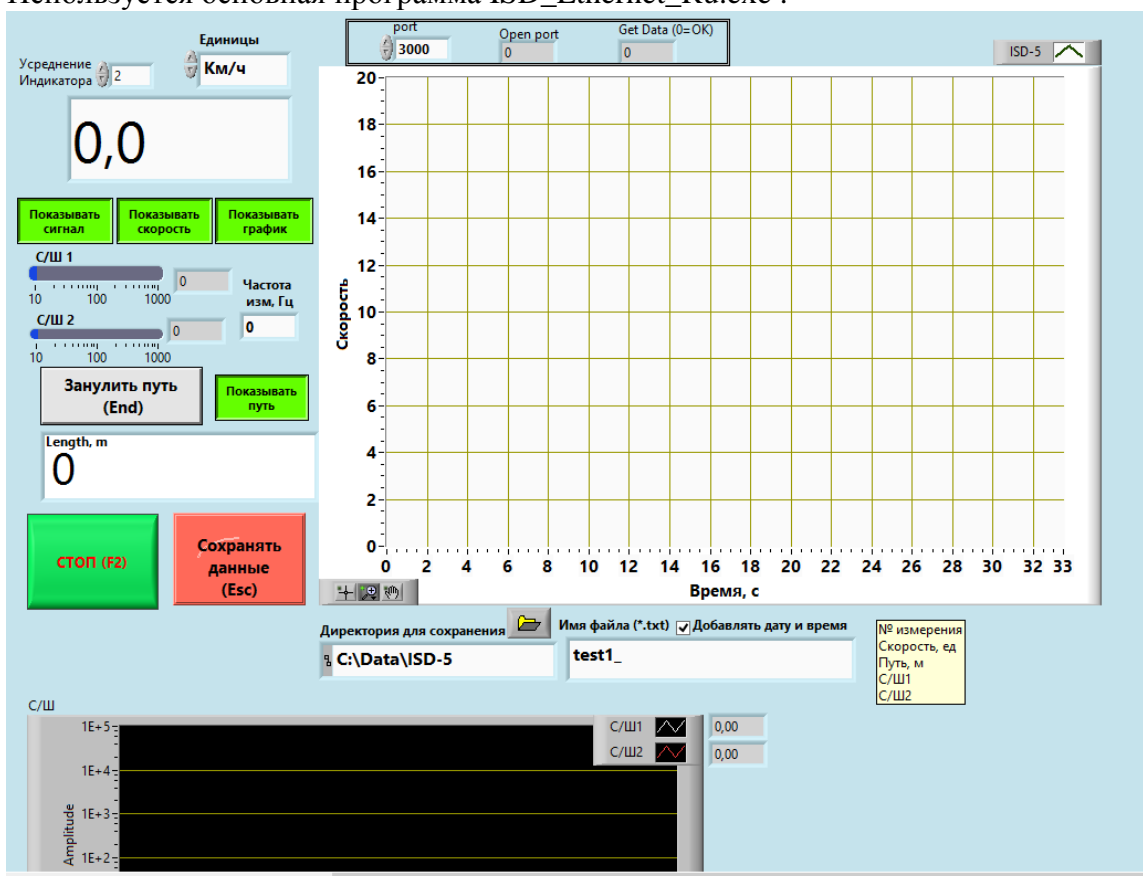 Используется основная программа ISD_Ethernet_Ru.exe .
port
Open port
Get Data (0=OK)
3000
0
0
Единицы
Усреднение
Индикатора
2
Км/ч
ISD-5
0,0
Показывать
сигнал
Показывать
скорость
Показывать
график
С/Ш 1
0
10 100 1000
Частота
изм, Гц
0
С/Ш 2
0
10 100 1000
Занулить путь
(End)
Показывать
путь
Length, m
0
СТОП (F2)
Сохранять
данные
(Esc)
Скорость
20
18
16
14
12
10
8
6
4
2
0
0 2 4 6 8 10 12 14 16 18 20 22 24 26 28 30 32 33
Время, с
Директория для сохранения
C:\Data\ISD-5
Имя файла (*.txt)
Добавлять дату и время
test1_
№ измерения
Скорость, ед
Путь, м
С/Ш1
С/Ш2
С/Ш
С/Ш1
0,00
С/Ш2
0,00
Amplitude
1E+5
1E+4
1E+3
1E+2